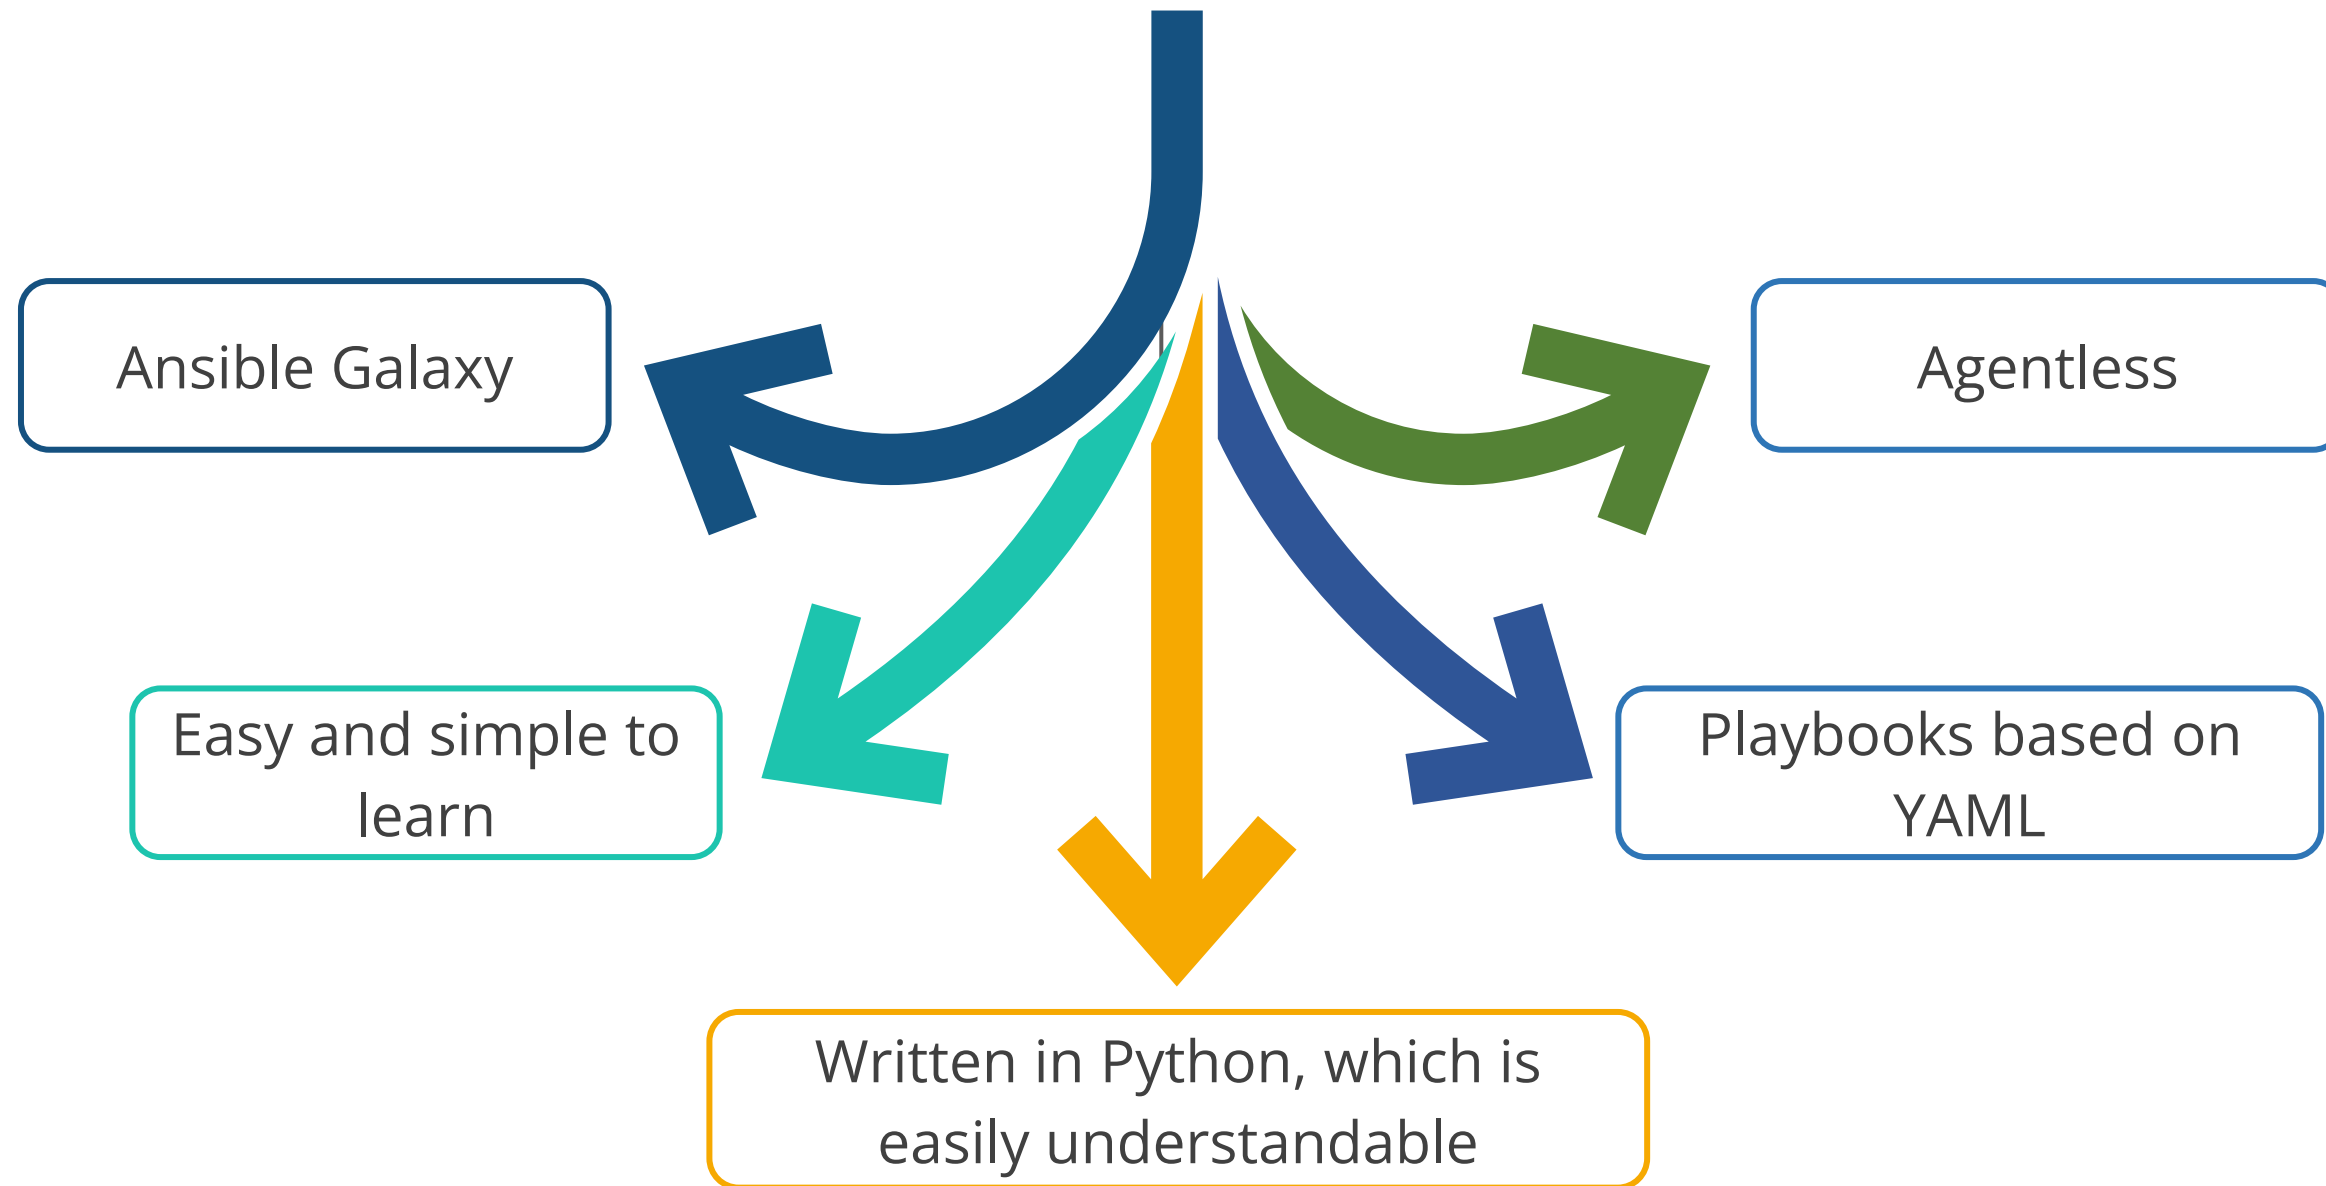 Ansible Galaxy
Agentless
Easy and simple to
learn
Playbooks based on
YAML
Written in Python, which is
easily understandable